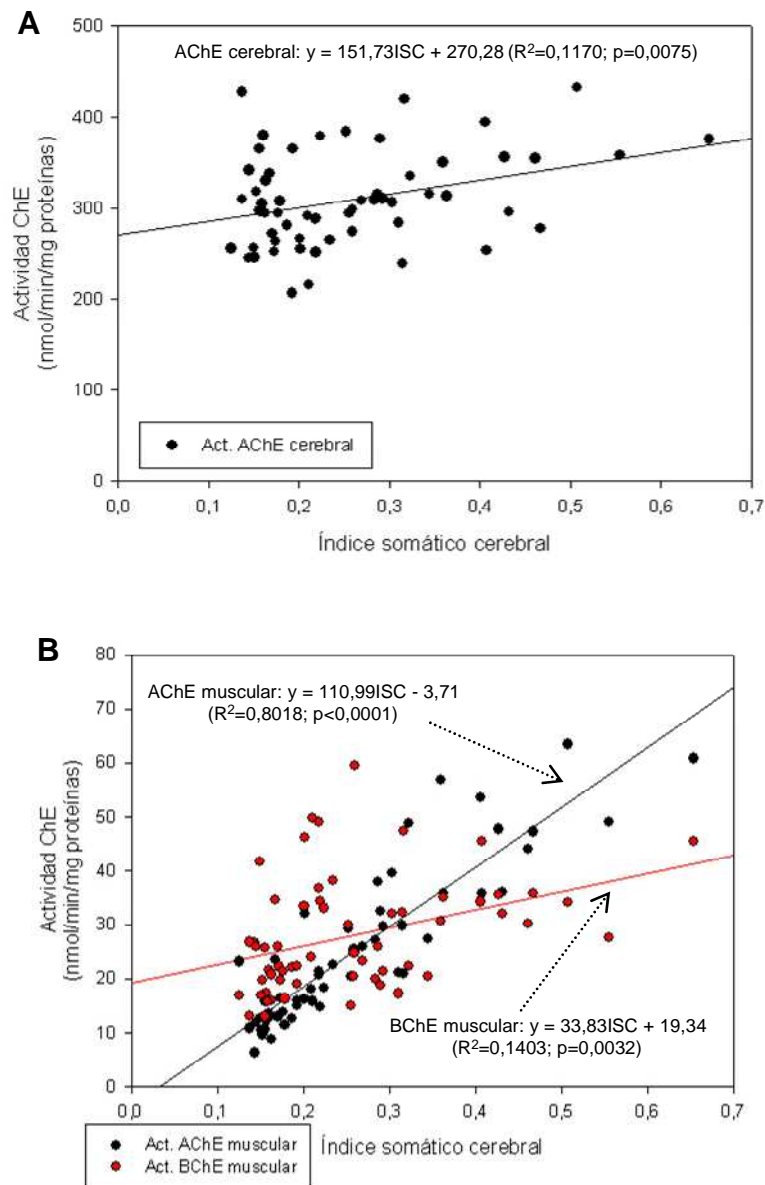 A
AChE cerebral: y = 151,73ISC + 270,28 (R²=0,1170; p=0,0075)
500
400
300
200
100
0
Actividad ChE
(nmol/min/mg proteínas)
Act. AChE cerebral
0,0 0,1 0,2 0,3 0,4 0,5 0,6 0,7
Índice somático cerebral
B
AChE muscular: y = 110,99ISC - 3,71
(R²=0,8018; p<0,0001)
80
70
60
50
40
30
20
10
0
Actividad ChE
(nmol/min/mg proteínas)
BChE muscular: y = 33,83ISC + 19,34
(R²=0,1403; p=0,0032)
0,0 0,1 0,2 0,3 0,4 0,5 0,6 0,7
Índice somático cerebral
Act. AChE muscular
Act. BChE muscular